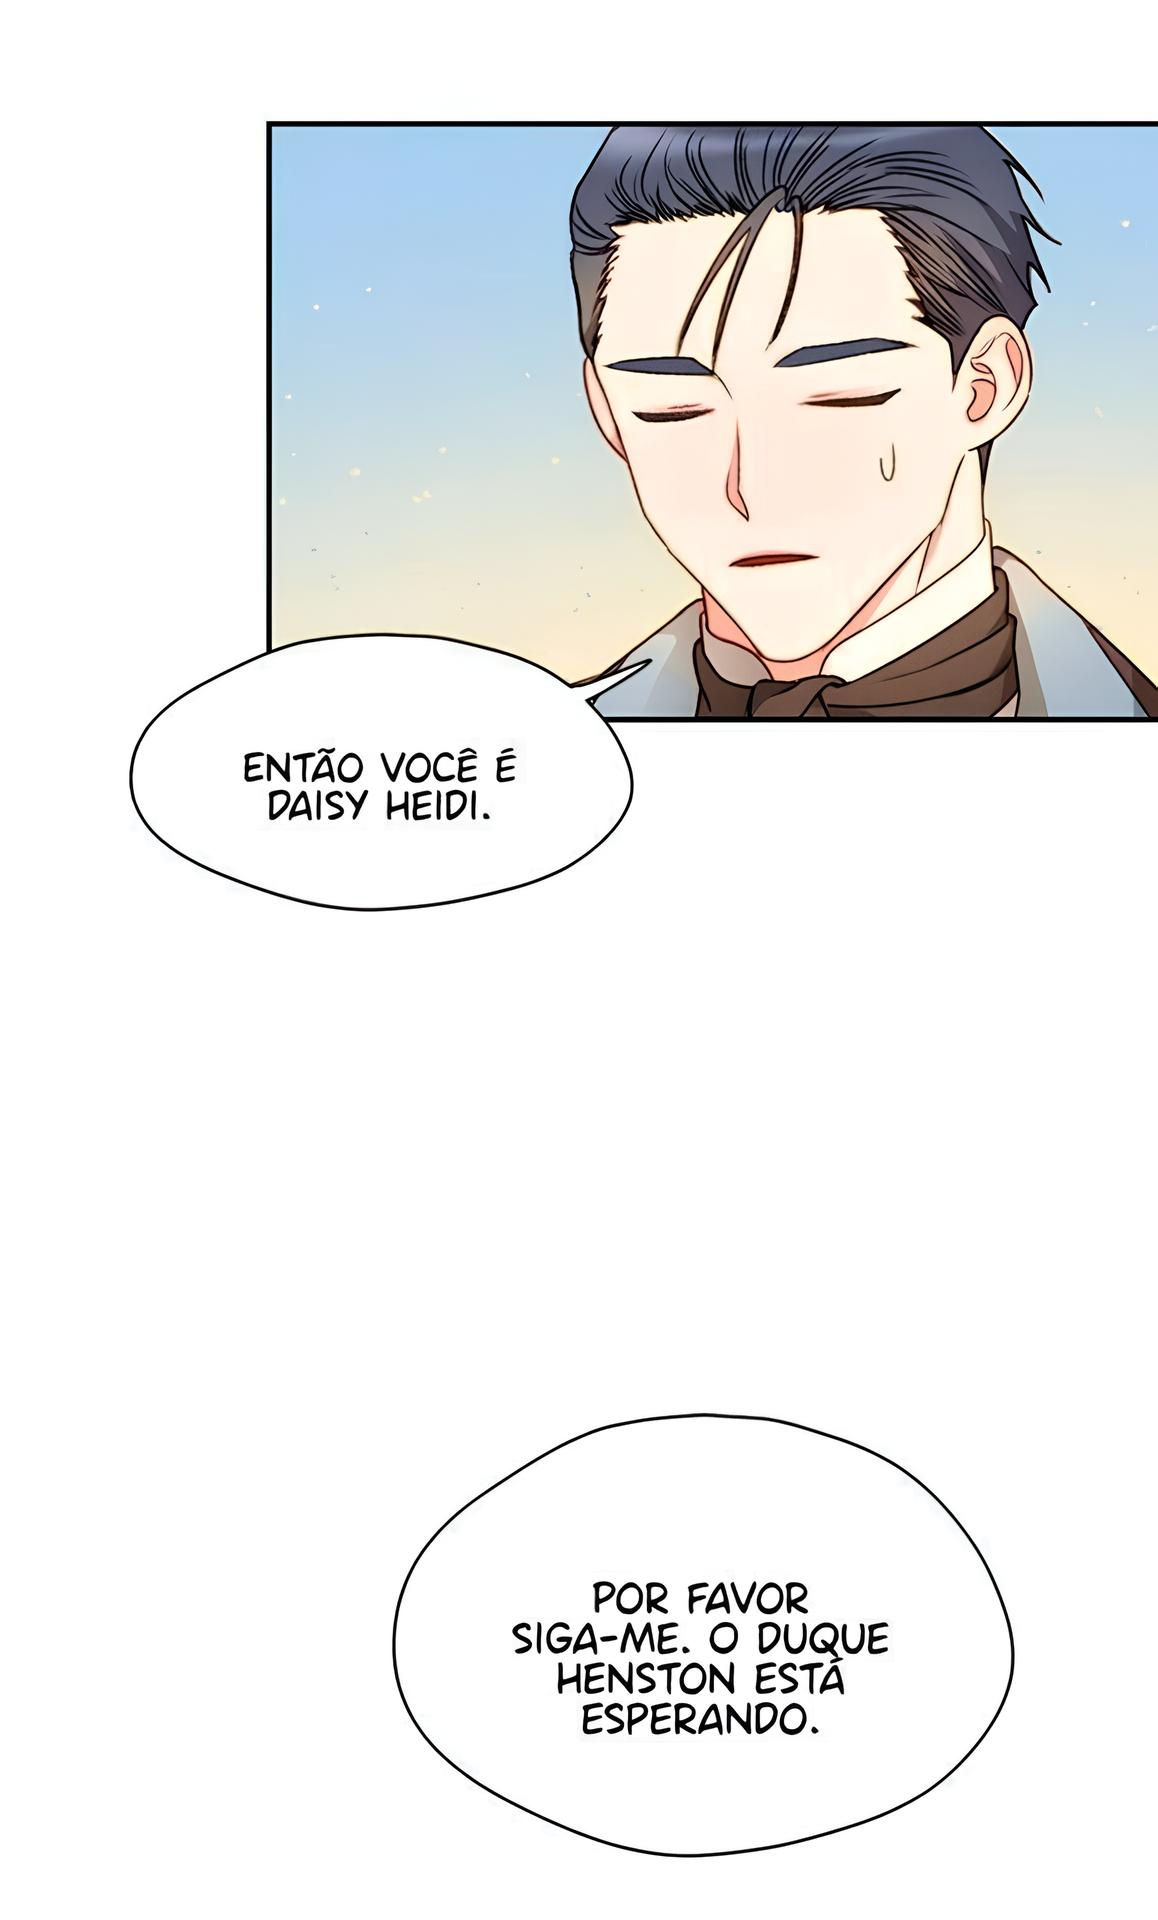 ENTÃO VOCÊ É
DAISY HEIDI.
POR FAVOR
SIGA-ME. O DUQUE
HENSTON ESTÁ
ESPERANDO.